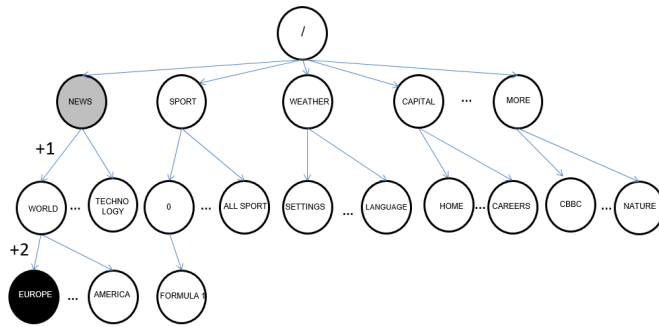 /
NEWS
SPORT
WEATHER
CAPITAL
...
MORE
+1
WORLD
...
TECHNO
LOGY
0
...
ALL SPORT
SETTINGS
...
LANGUAGE
HOME
...
CAREERS
CBBC
...
NATURE
+2
EUROPE
...
AMERICA
FORMULA 1